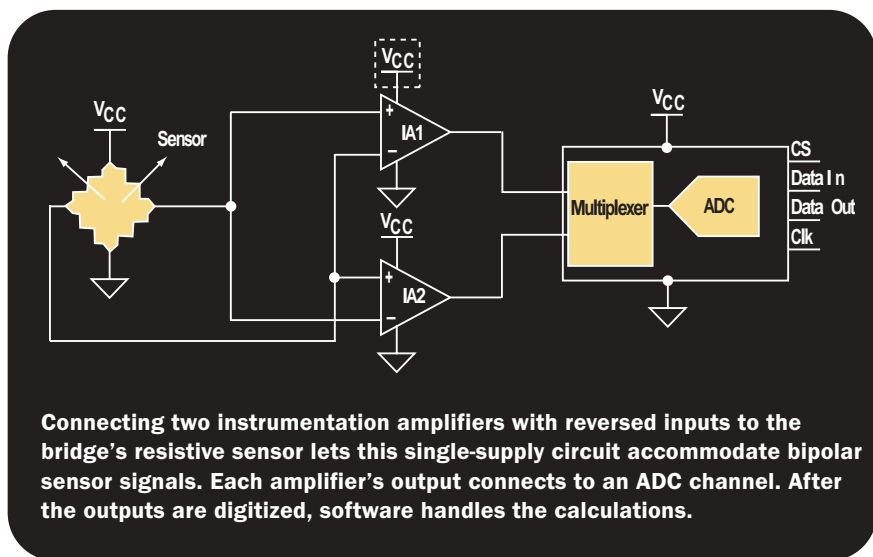 VCC
VCC
Sensor
+
IA1
–
VCC
+
IA2
–
VCC
Multiplexer
ADC
CS
Data In
Data Out
Clk
Connecting two instrumentation amplifiers with reversed inputs to the
bridge's resistive sensor lets this single-supply circuit accommodate bipolar
sensor signals. Each amplifier's output connects to an ADC channel. After
the outputs are digitized, software handles the calculations.